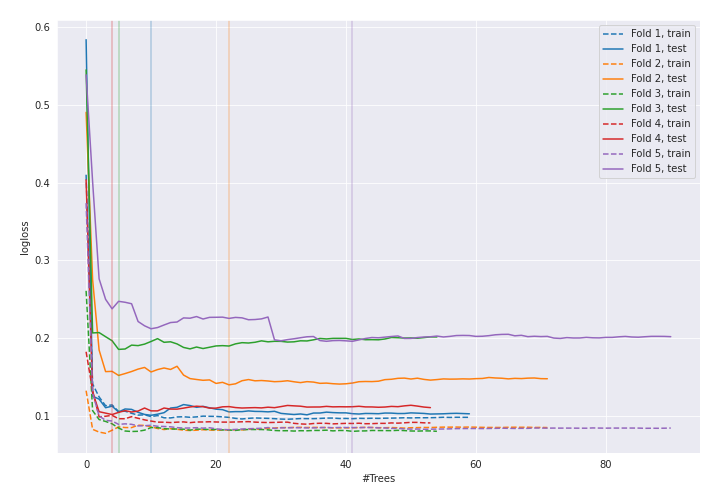 0.6
0.5
0.4
0.3
0.2
0.1
logloss
0
20
40
60
80
#Trees
Fold 1, train
Fold 1, test
Fold 2, train
Fold 2, test
Fold 3, train
Fold 3, test
Fold 4, train
Fold 4, test
Fold 5, train
Fold 5, test